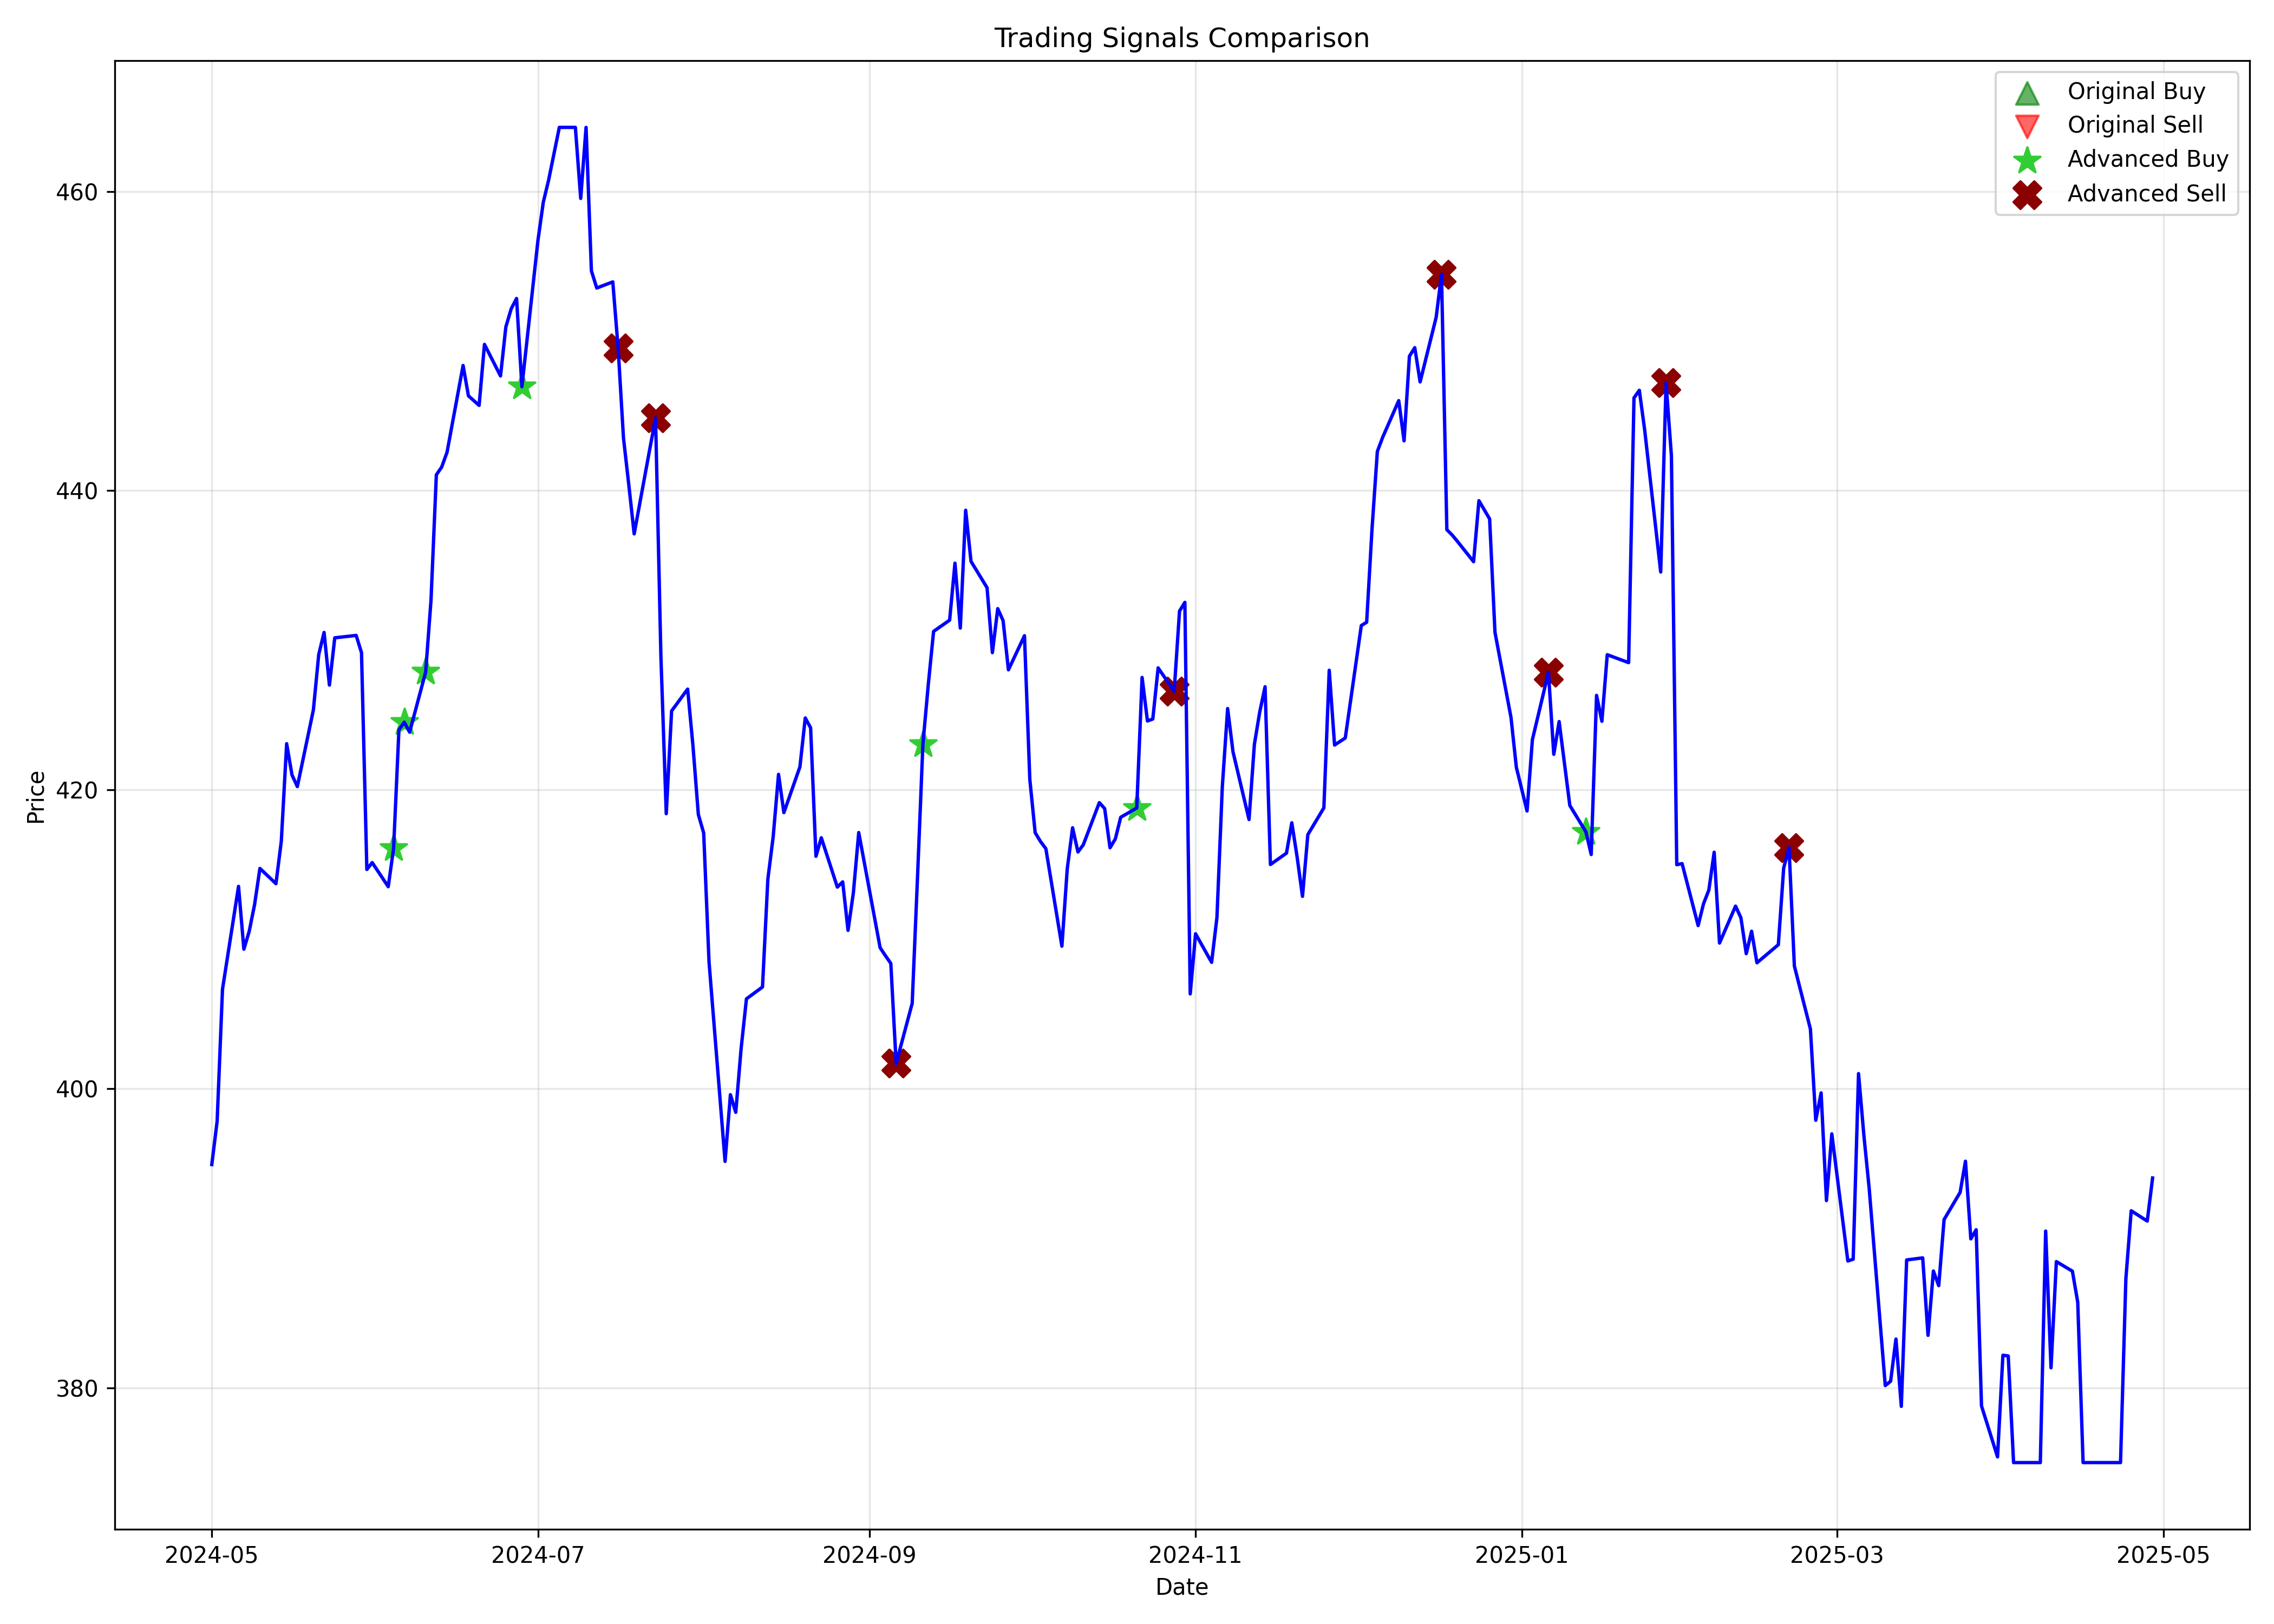 Trading Signals Comparison
Original Buy
Original Sell
Advanced Buy
Advanced Sell
Price
460
440
420
400
380
2024-05
2024-07
2024-09
2024-11
2025-01
2025-03
2025-05
Date